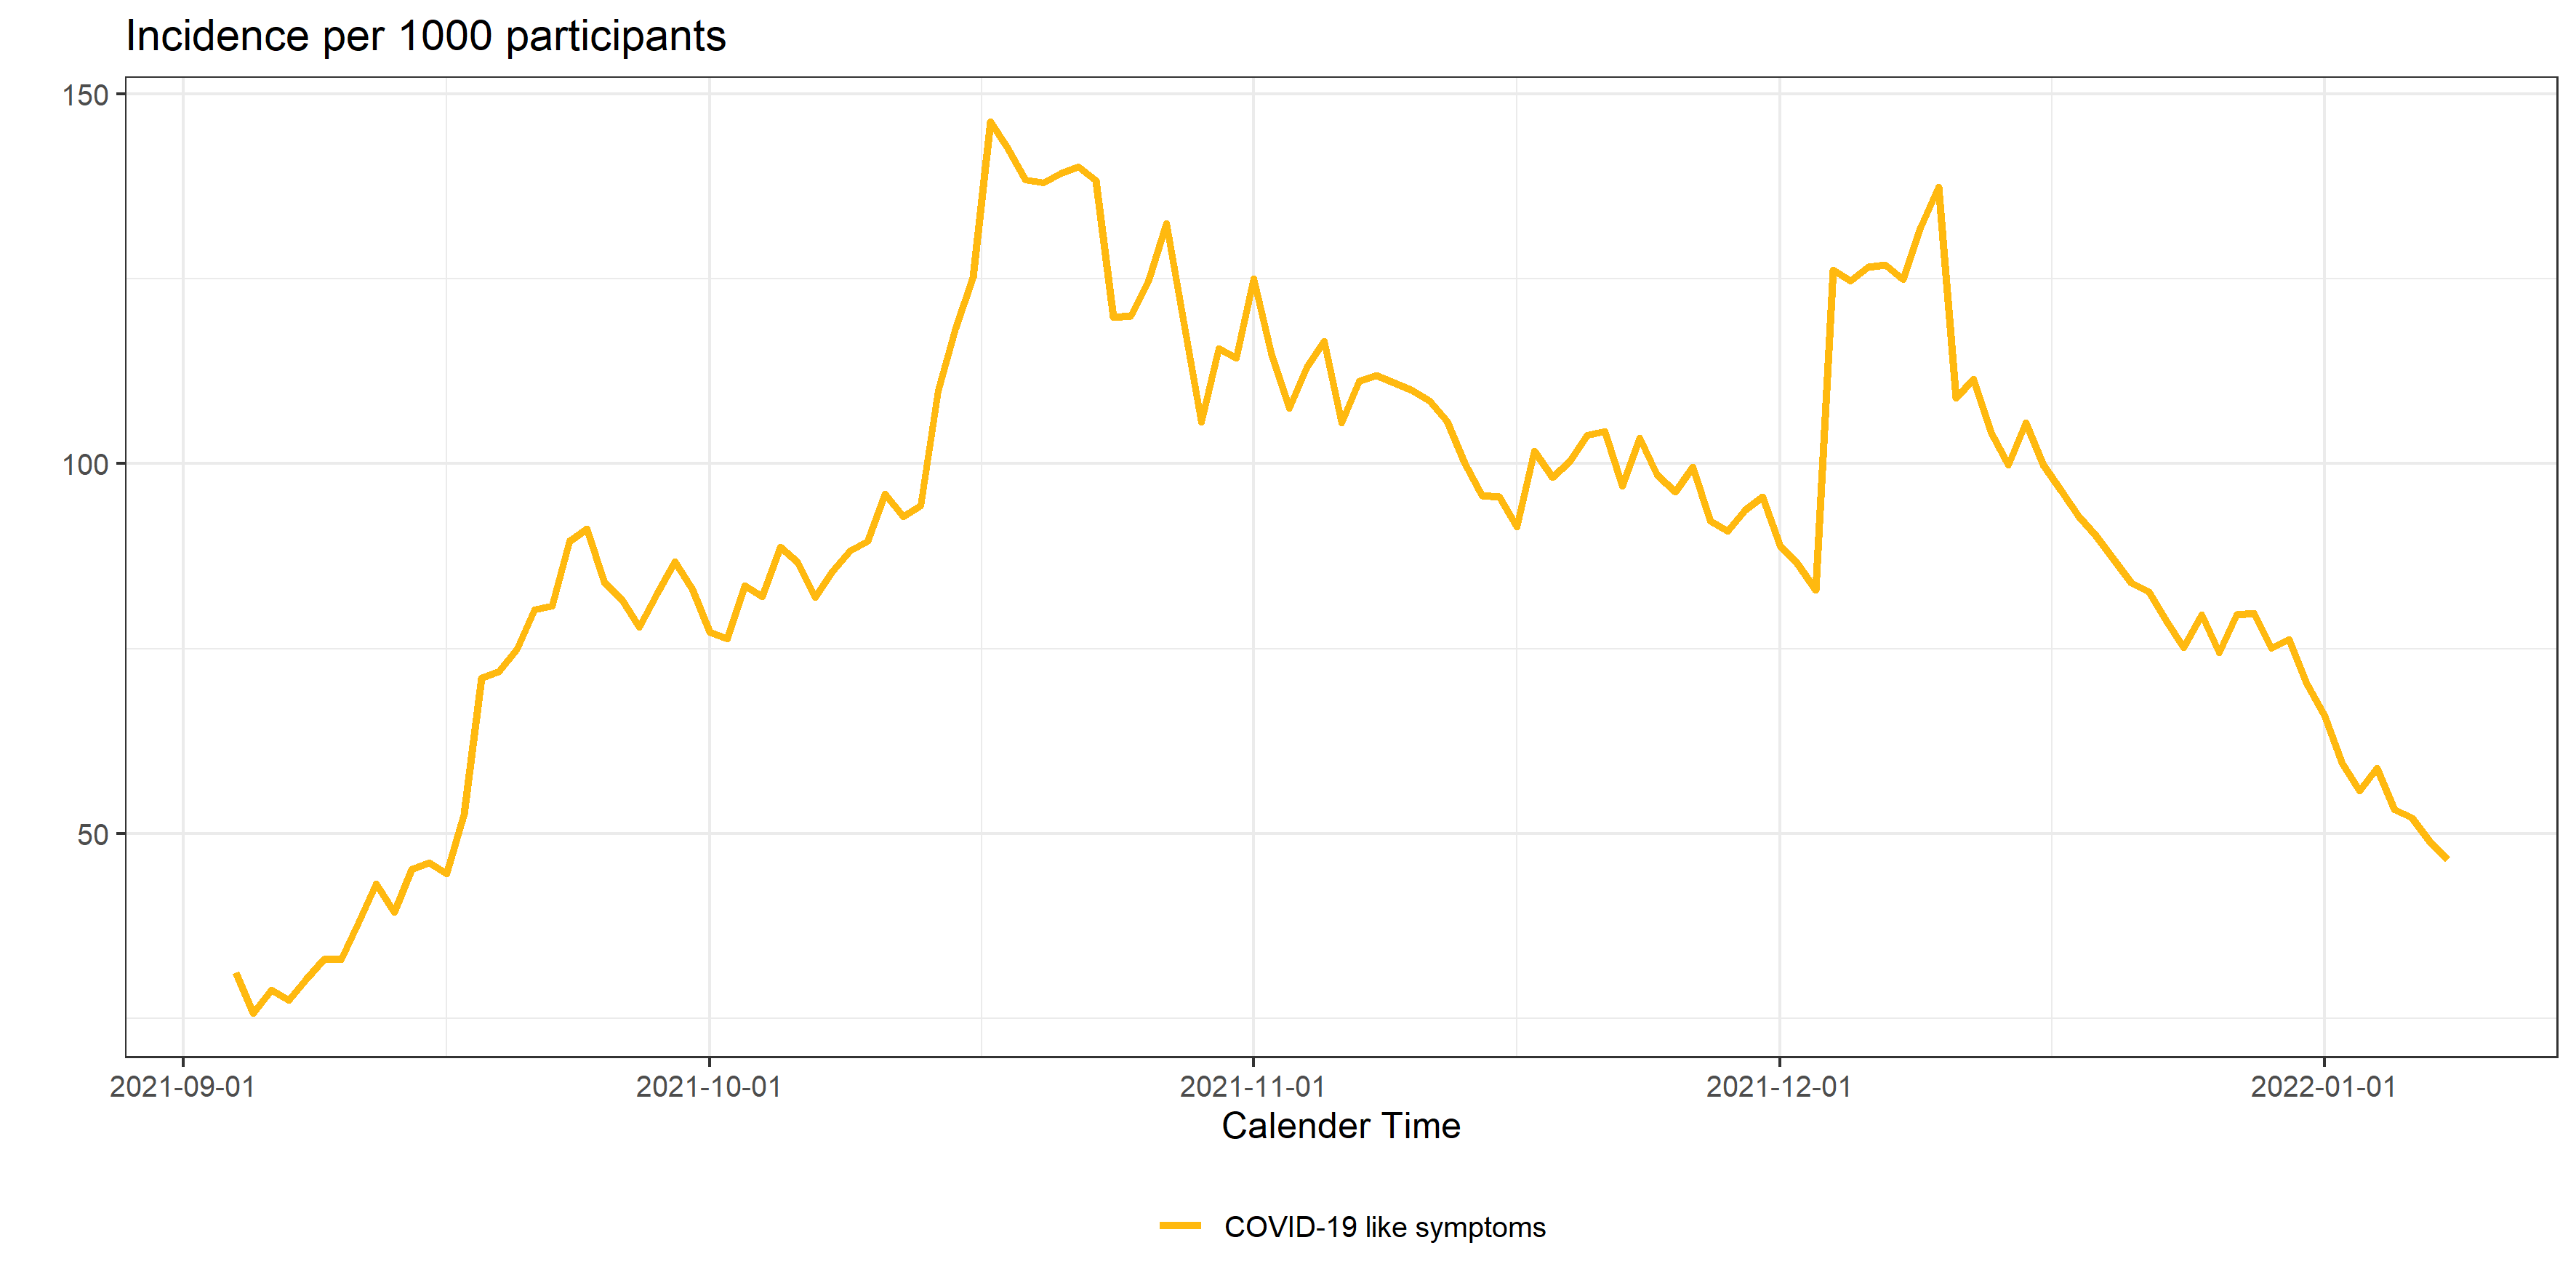 Incidence per 1000 participants
150
100
50
2021-09-01 2021-10-01 2021-11-01 2021-12-01 2022-01-01
Calender Time
COVID-19 like symptoms